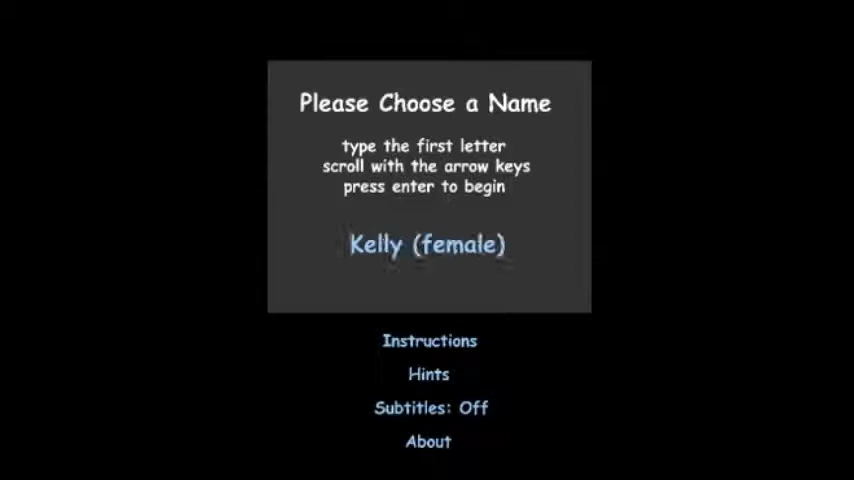 Please Choose a Name
type the first letter
scroll with the arrow keys
press enter to begin
Kelly (female)
Instructions
Hints
Subtitles: Off
About